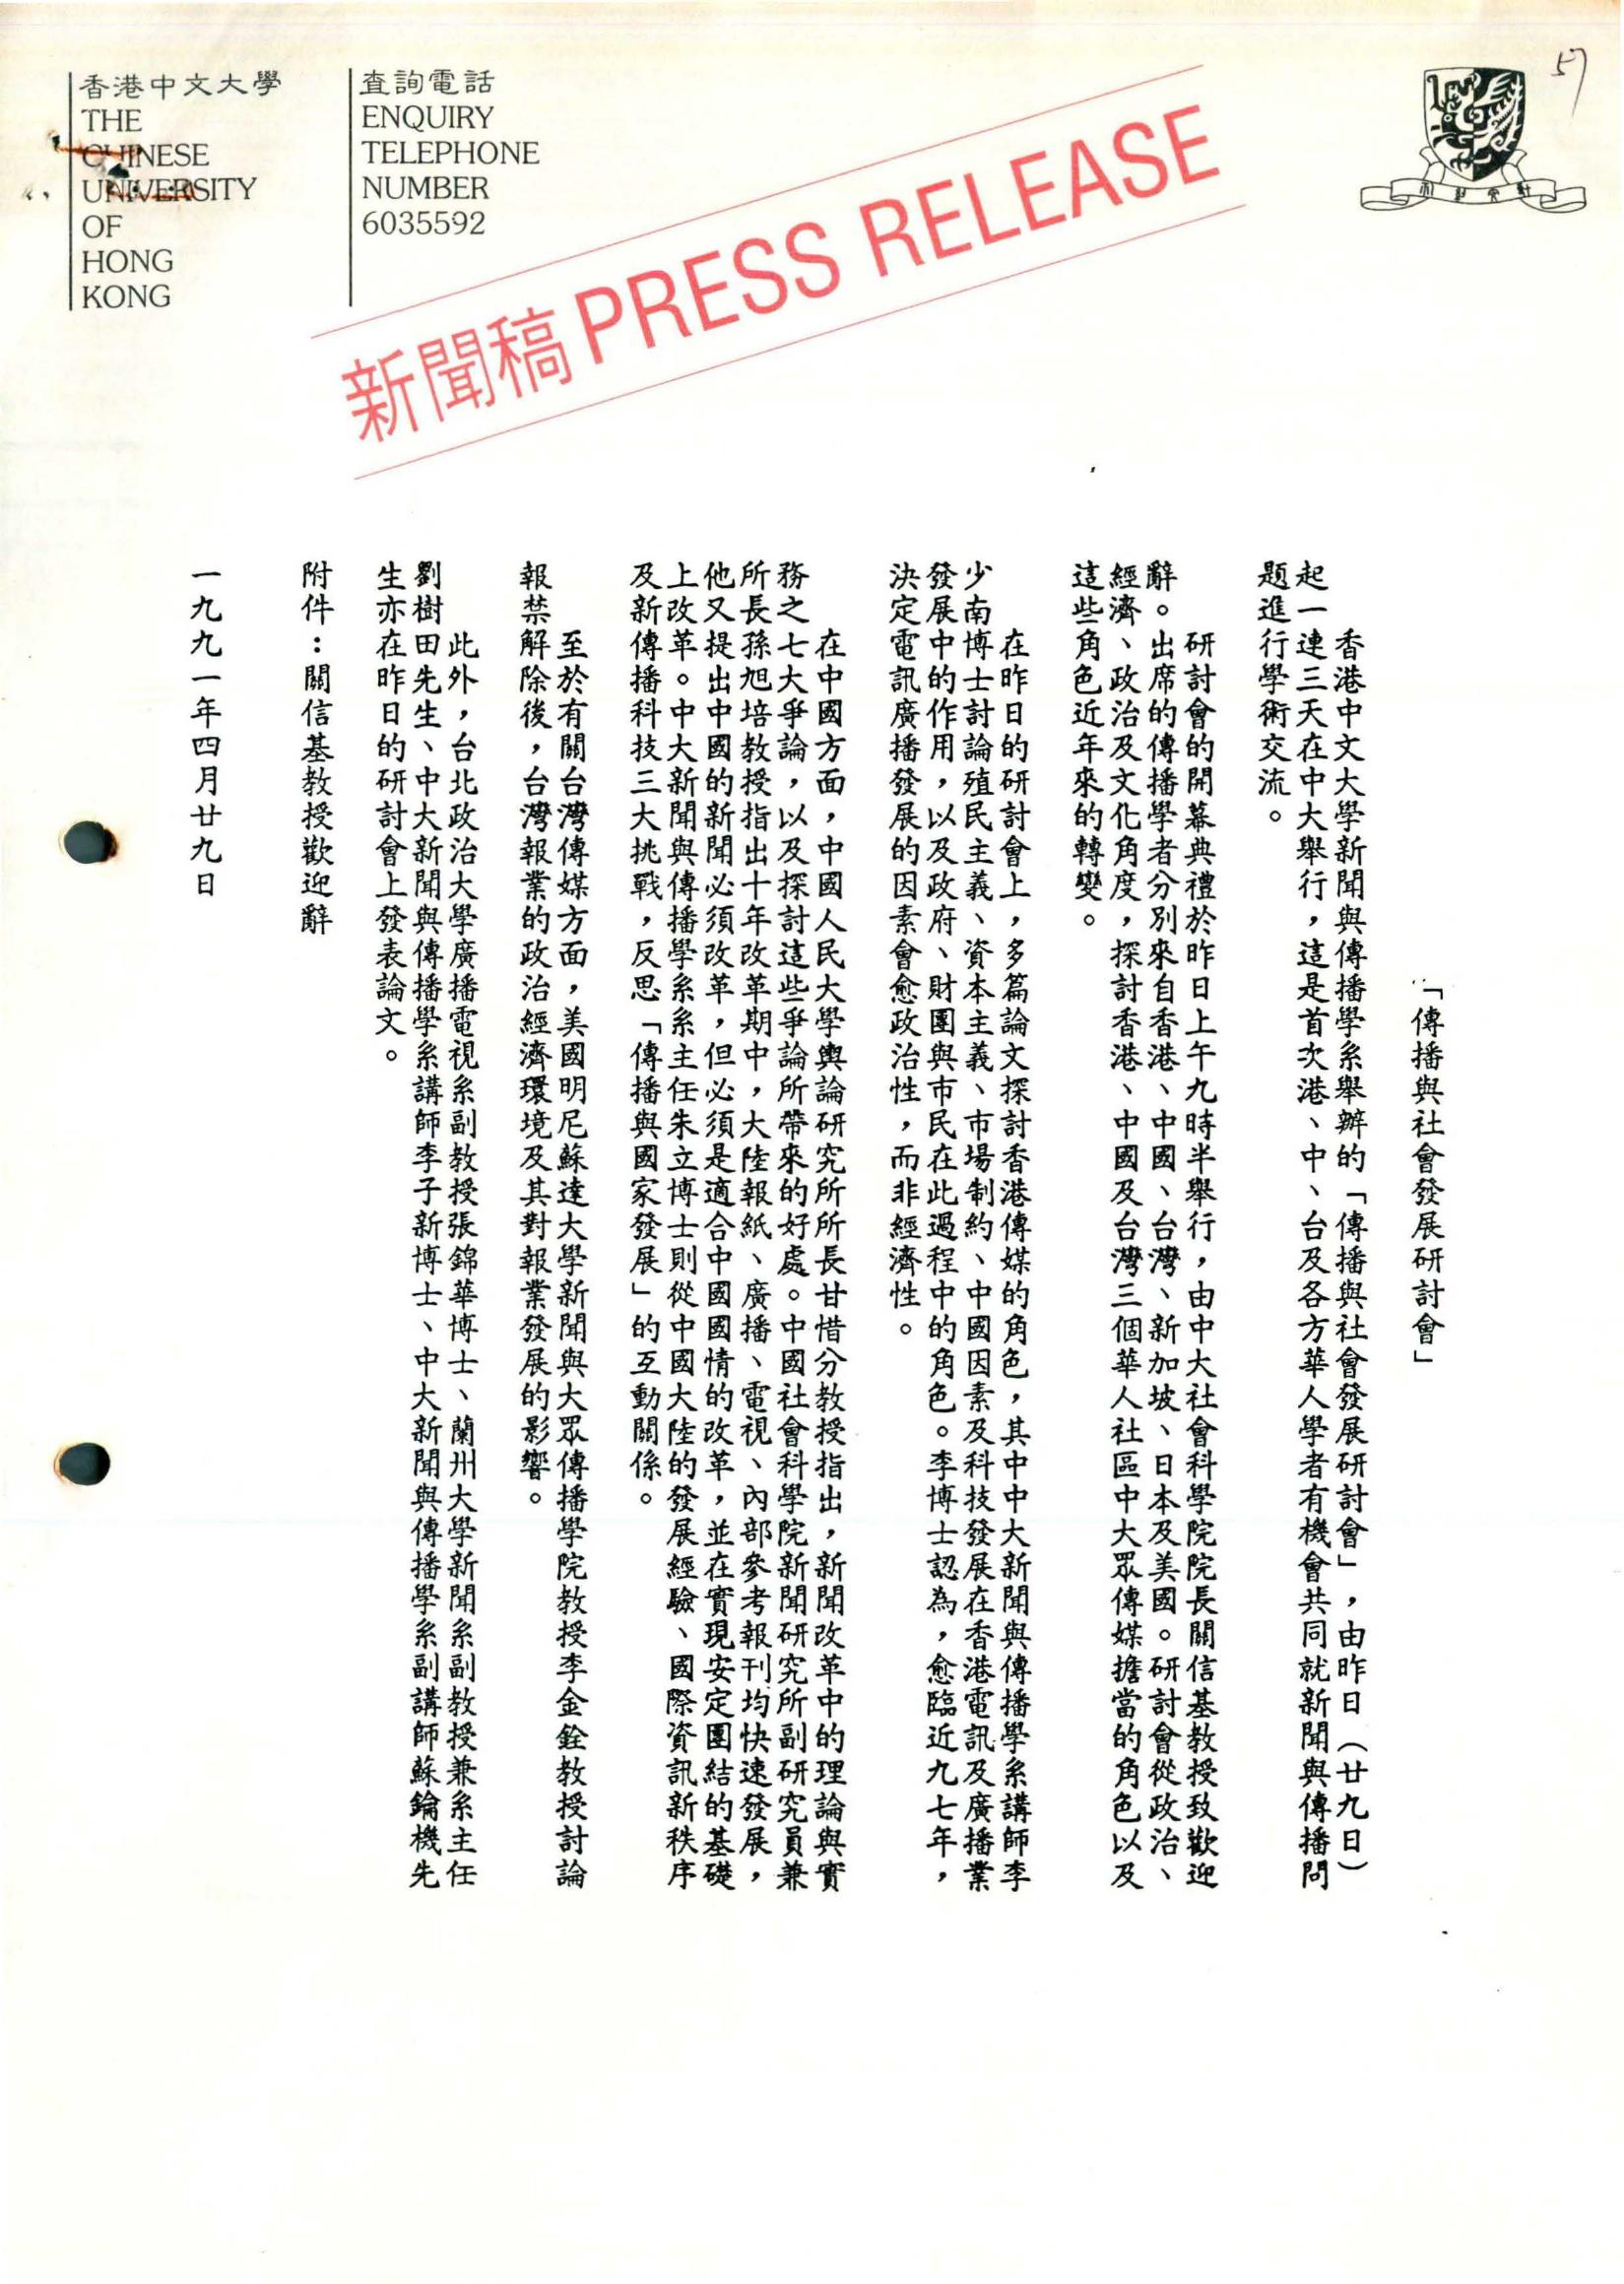 香港中文大學
THE
CHINESE
UNIVERSITY
OF
HONG
KONG
查詢電話
ENQUIRY
TELEPHONE
NUMBER
6035592
新聞稿 PRESS RELEASE
57
「傳播與社會發展研討會」
香港中文大學新聞與傳播學系舉辦的「傳播與社會發展研討會」，由昨日（廿九日）
起一連三天在中大舉行，這是首次港、中、台及各方華人學者有機會共同就新聞與傳播問
題進行學術交流。
研討會的開幕典禮於昨日上午九時半舉行，由中大社會科學院院長關信基教授致歡迎
辭。出席的傳播學者分別來自香港、中國、台灣、新加坡、日本及美國。研討會從政治、
經濟、政治及文化角度，探討香港、中國及台灣三個華人社區中大眾傳媒擔當的角色以及
這些角色近年來的轉變。
在昨日的研討會上，多篇論文探討香港傳媒的角色，其中中大新聞與傳播學系講師李
少南博士討論殖民主義、資本主義、市場制約、中國因素及科技發展在香港電訊及廣播業
發展中的作用，以及政府、財團與市民在此過程中的角色。李博士認為，愈臨近九七年，
決定電訊廣播發展的因素會愈政治性，而非經濟性。
在中國方面，中國人民大學輿論研究所所長甘惜分教授指出，新聞改革中的理論與實
務之七大爭論，以及探討這些爭論所帶來的好處。中國社會科學院新聞研究所副研究員兼
所長孫旭培教授指出十年改革期中，大陸報紙、廣播、電視、內部參考報刊均快速發展，
他又提出中國的新聞必須改革，但必須是適合中國國情的改革，並在實現安定團結的基礎
上改革。中大新聞與傳播學系系主任朱立博士則從中國大陸的發展經驗、國際資訊新秩序
及新傳播科技三大挑戰，反思「傳播與國家發展」的互動關係。
至於有關台灣傳媒方面，美國明尼蘇達大學新聞與大眾傳播學院教授李金銓教授討論
報禁解除後，台灣報業的政治經濟環境及其對報業發展的影響。
此外，台北政治大學廣播電視系副教授張錦華博士、蘭州大學新聞系副教授兼系主任
劉樹田先生、中大新聞與傳播學系講師李子新博士、中大新聞與傳播學系副講師蘇鑰機先
生亦在昨日的研討會上發表論文。
附件：關信基教授歡迎辭
一九九一年四月廿九日